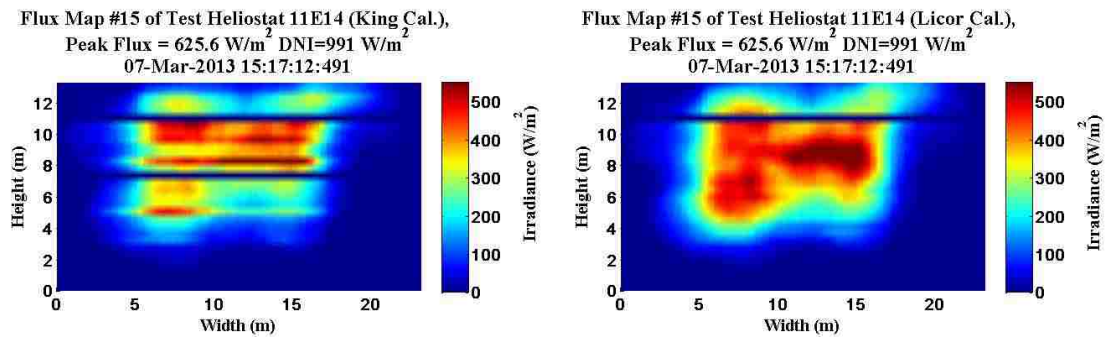 Flux Map #15 of Test Heliostat 11E14 (King Cal.),
Peak Flux = 625.6 W/m² DNI=991 W/m²
07-Mar-2013 15:17:12:491
12
10
8
6
4
2
0
Height (m)
0 5 10 15 20
Width (m)
500
400
300
200
100
0
Irradiance (W/m²)
Flux Map #15 of Test Heliostat 11E14 (Licor Cal.),
Peak Flux = 625.6 W/m² DNI=991 W/m²
07-Mar-2013 15:17:12:491
12
10
8
6
4
2
0
Height (m)
0 5 10 15 20
Width (m)
500
400
300
200
100
0
Irradiance (W/m²)